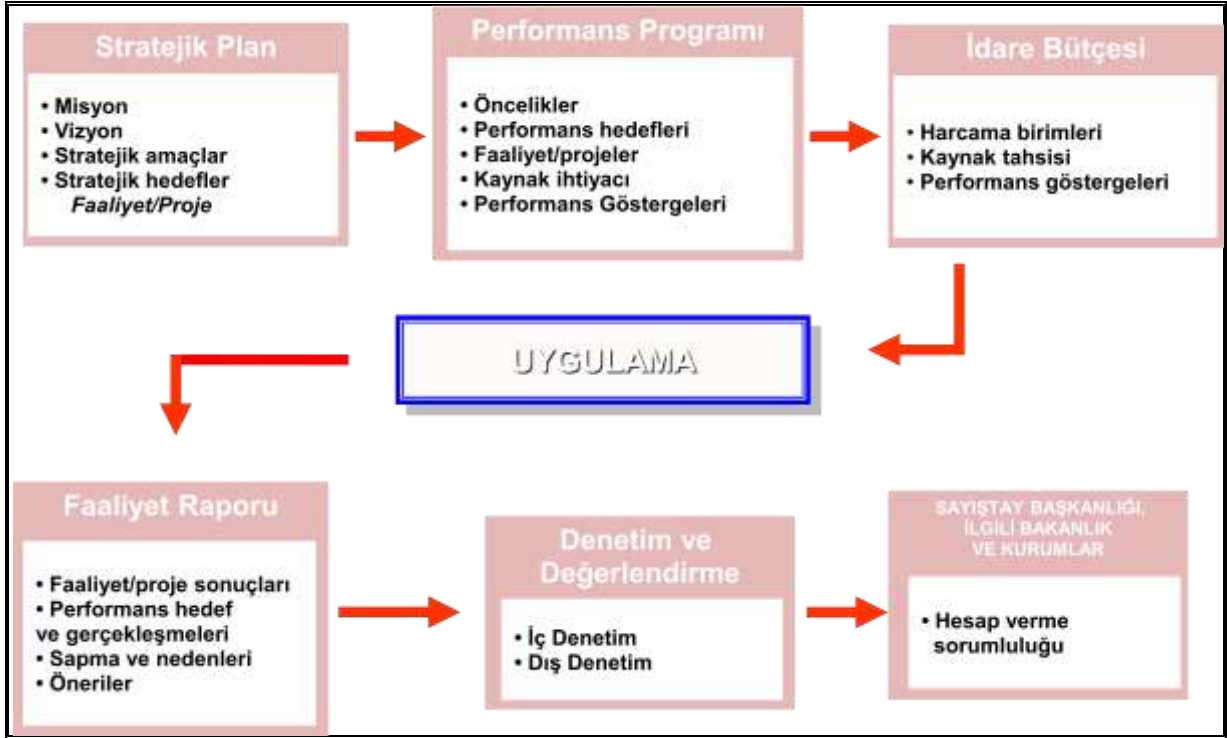 Stratejik Plan
• Misyon
• Vizyon
• Stratejik amaçlar
• Stratejik hedefler
Faaliyet/Proje
Performans Programı
• Öncelikler
• Performans hedefleri
• Faaliyet/projeler
• Kaynak ihtiyacı
• Performans Göstergeleri
İdare Bütçesi
• Harcama birimleri
• Kaynak tahsisi
• Performans göstergeleri
UYGULAMA
Faaliyet Raporu
• Faaliyet/proje sonuçları
• Performans hedef
ve gerçekleşmeleri
• Sapma ve nedenleri
• Öneriler
Denetim ve
Değerlendirme
• İç Denetim
• Dış Denetim
SAYIŞTAY BAŞKANLIĞI,
İLGİLİ BAKANLIK
VE KURUMLAR
• Hesap verme
sorumluluğu